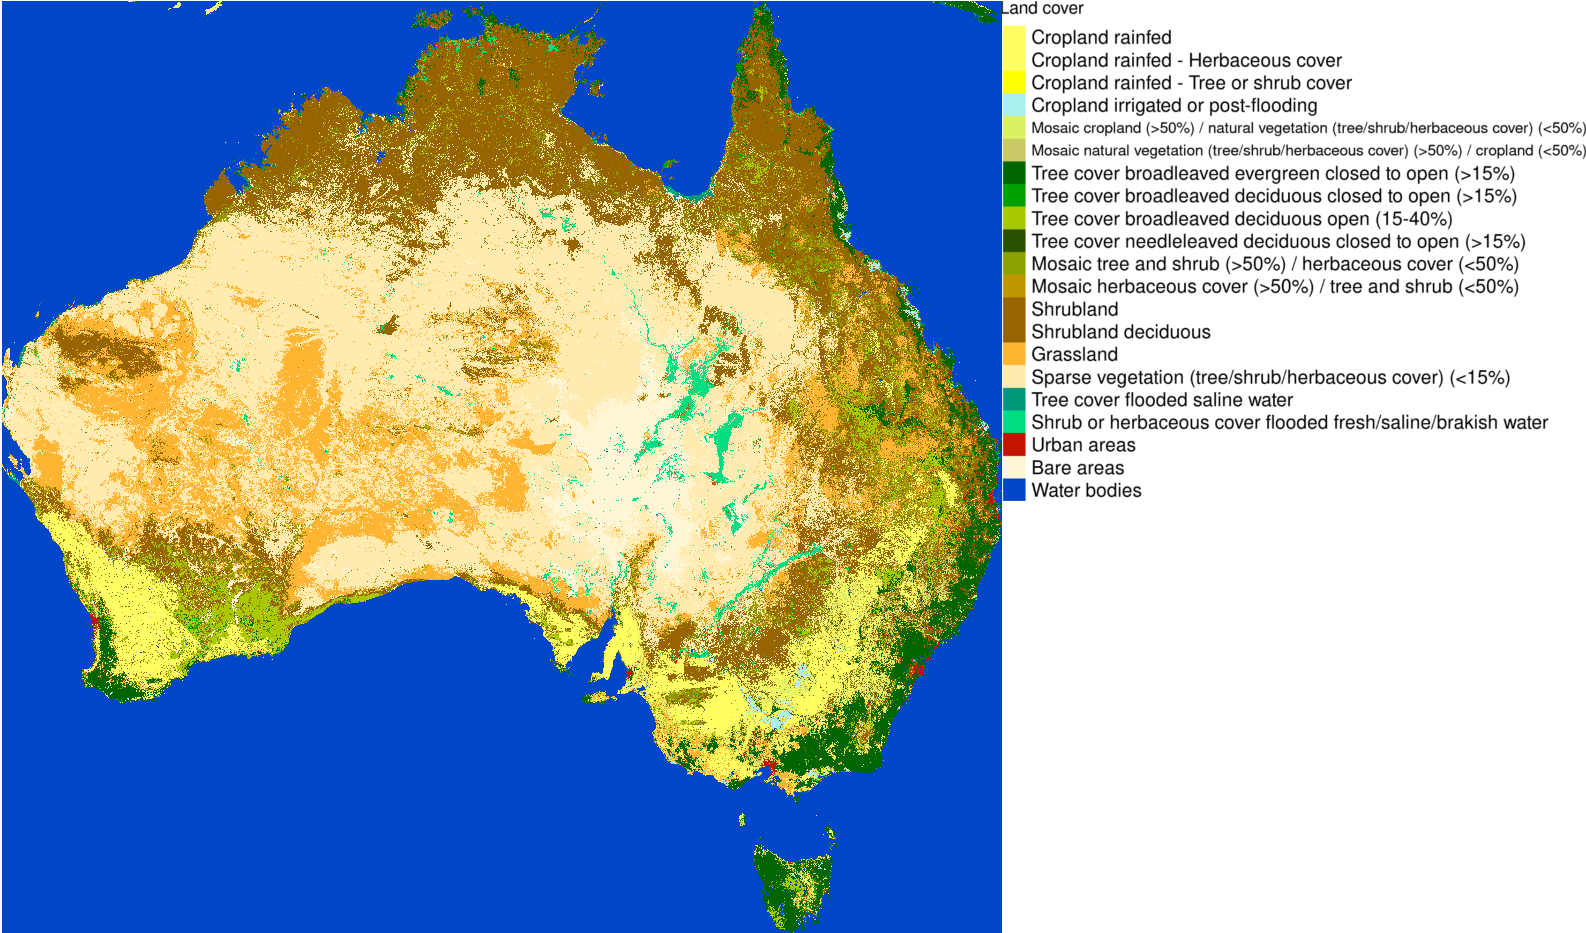 Land cover
Cropland rainfed
Cropland rainfed - Herbaceous cover
Cropland rainfed - Tree or shrub cover
Cropland irrigated or post-flooding
Mosaic cropland (>50%) / natural vegetation (tree/shrub/herbaceous cover) (<50%)
Mosaic natural vegetation (tree/shrub/herbaceous cover) (>50%) / cropland (<50%)
Tree cover broadleaved evergreen closed to open (>15%)
Tree cover broadleaved deciduous closed to open (>15%)
Tree cover broadleaved deciduous open (15-40%)
Tree cover needleleaved deciduous closed to open (>15%)
Mosaic tree and shrub (>50%) / herbaceous cover (<50%)
Mosaic herbaceous cover (>50%) / tree and shrub (<50%)
Shrubland
Shrubland deciduous
Grassland
Sparse vegetation (tree/shrub/herbaceous cover) (<15%)
Tree cover flooded saline water
Shrub or herbaceous cover flooded fresh/saline/brakish water
Urban areas
Bare areas
Water bodies